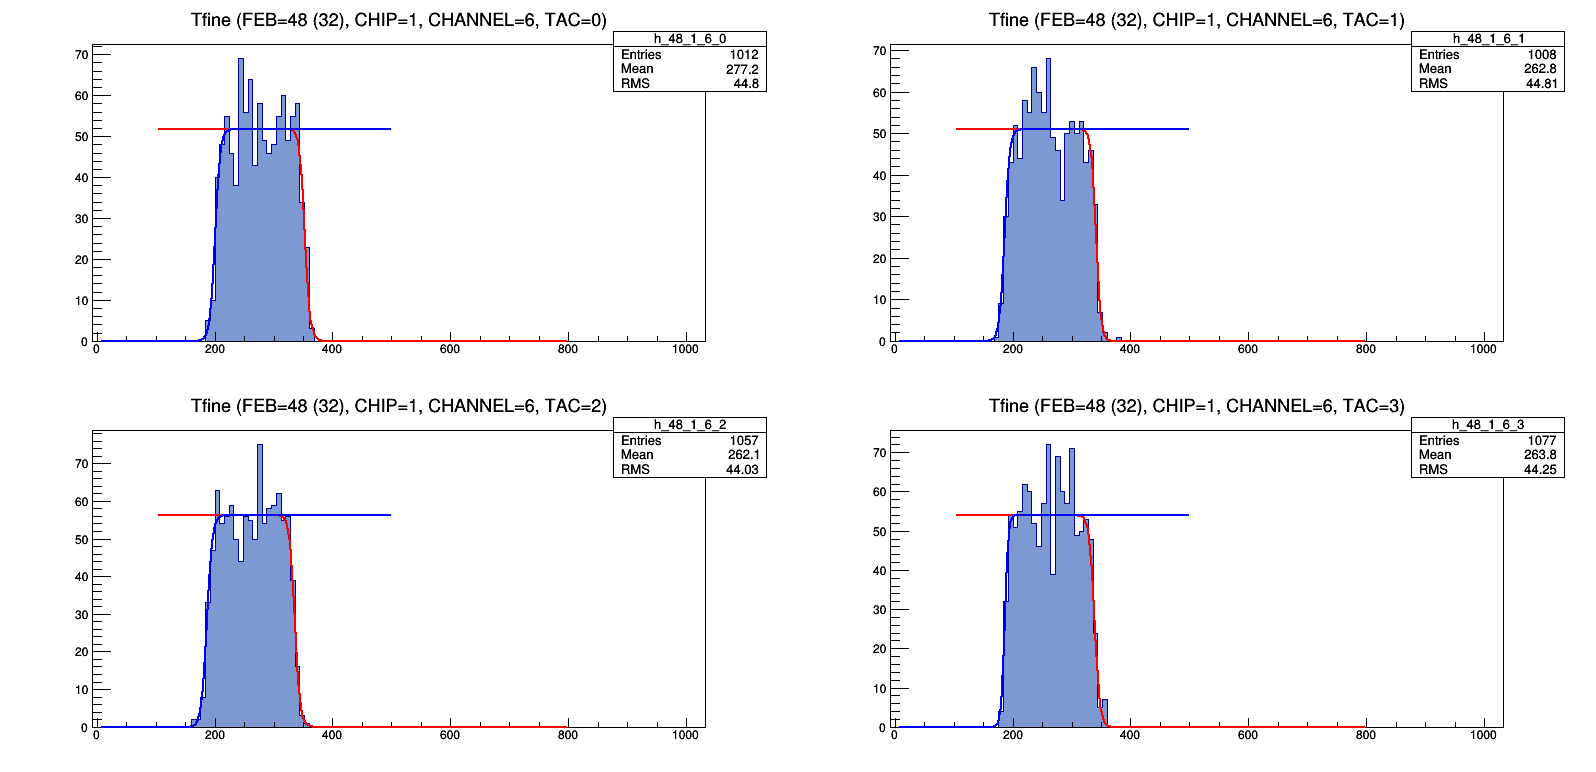 Tfine (FEB=48 (32), CHIP=1, CHANNEL=6, TAC=0)
h_48_1_6_0
Entries 1012
Mean 277.2
RMS 44.8
70
60
50
40
30
20
10
0
0 200 400 600 800 1000
Tfine (FEB=48 (32), CHIP=1, CHANNEL=6, TAC=1)
h_48_1_6_1
Entries 1008
Mean 262.8
RMS 44.81
70
60
50
40
30
20
10
0
0 200 400 600 800 1000
Tfine (FEB=48 (32), CHIP=1, CHANNEL=6, TAC=2)
h_48_1_6_2
Entries 1057
Mean 262.1
RMS 44.03
70
60
50
40
30
20
10
0
0 200 400 600 800 1000
Tfine (FEB=48 (32), CHIP=1, CHANNEL=6, TAC=3)
h_48_1_6_3
Entries 1077
Mean 263.8
RMS 44.25
70
60
50
40
30
20
10
0
0 200 400 600 800 1000